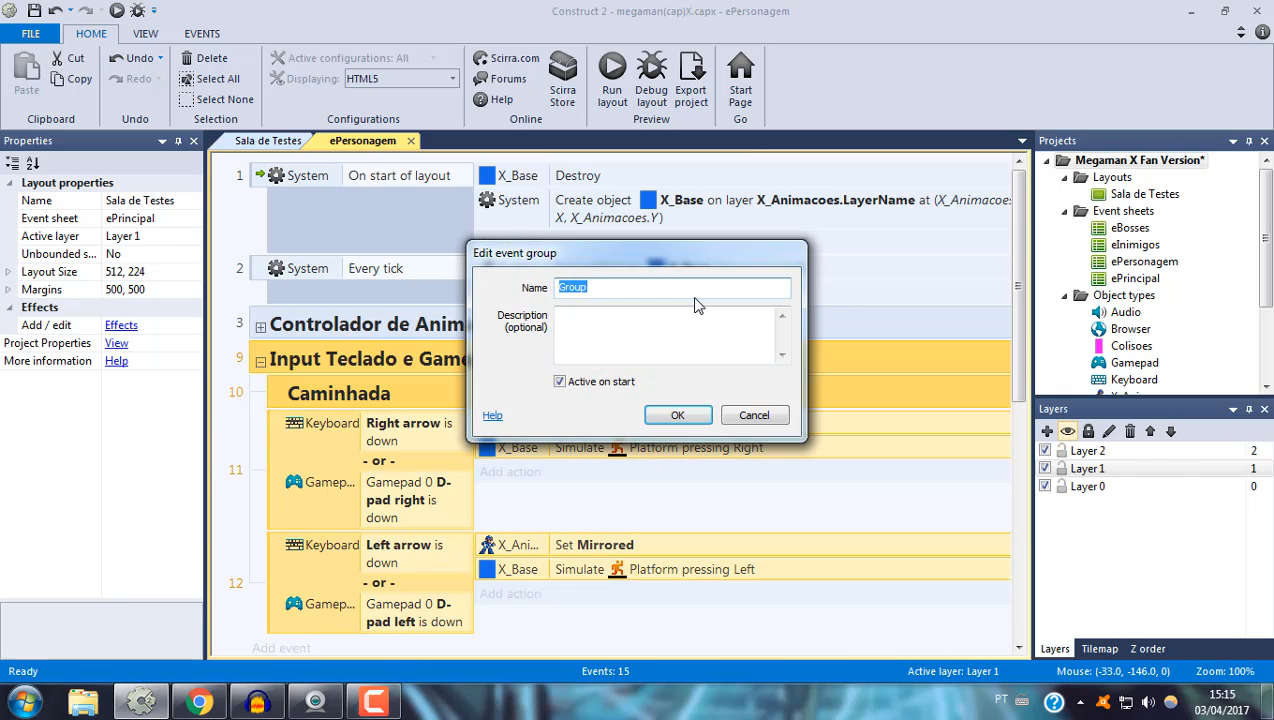 Construct 2 - megaman(cap)X.capx - ePersonagem
FILE HOME VIEW EVENTS
Paste
Cut
Copy
Clipboard
Undo
Redo
Undo
Delete
Select All
Select None
Selection
Active configurations: All
Displaying: HTML5
Configurations
Scirra.com
Forums
Help
Scirra Store
Online
Run layout
Debug layout
Export project
Preview
Start Page
Go
Properties
Layout properties
Name Sala de Testes
Event sheet ePrincipal
Active layer Layer 1
Unbounded s... No
Layout Size 512, 224
Margins 500, 500
Effects
Add / edit Effects
Project Properties View
More information Help
Sala de Testes ePersonagem
1 System On start of layout X_Base Destroy
System Create object X_Base on layer X_Animacoes.LayerName at (X_Animacoes.
X, X_Animacoes.Y)
2 System Every tick
3 Controlador de Anim
9 Input Teclado e Game
10 Caminhada
11 Keyboard Right arrow is down
- or -
Gamep... Gamepad 0 D-pad right is down
X_Base Simulate Platform pressing Right
Add action
12 Keyboard Left arrow is down
- or -
Gamep... Gamepad 0 D-pad left is down
X_Ani... Set Mirrored
X_Base Simulate Platform pressing Left
Add action
Add event
Edit event group
Name Group
Description (optional)
Active on start
Help OK Cancel
Projects
Megaman X Fan Version*
Layouts
Sala de Testes
Event sheets
eBosses
eInimigos
ePersonagem
ePrincipal
Object types
Audio
Browser
Colisoes
Gamepad
Keyboard
Layers
Layer 2 2
Layer 1 1
Layer 0 0
Layers Tilemap Z order
Ready Events: 15 Active layer: Layer 1 Mouse: (-33.0, -146.0, 0) Zoom: 100%
PT
15:15
03/04/2017